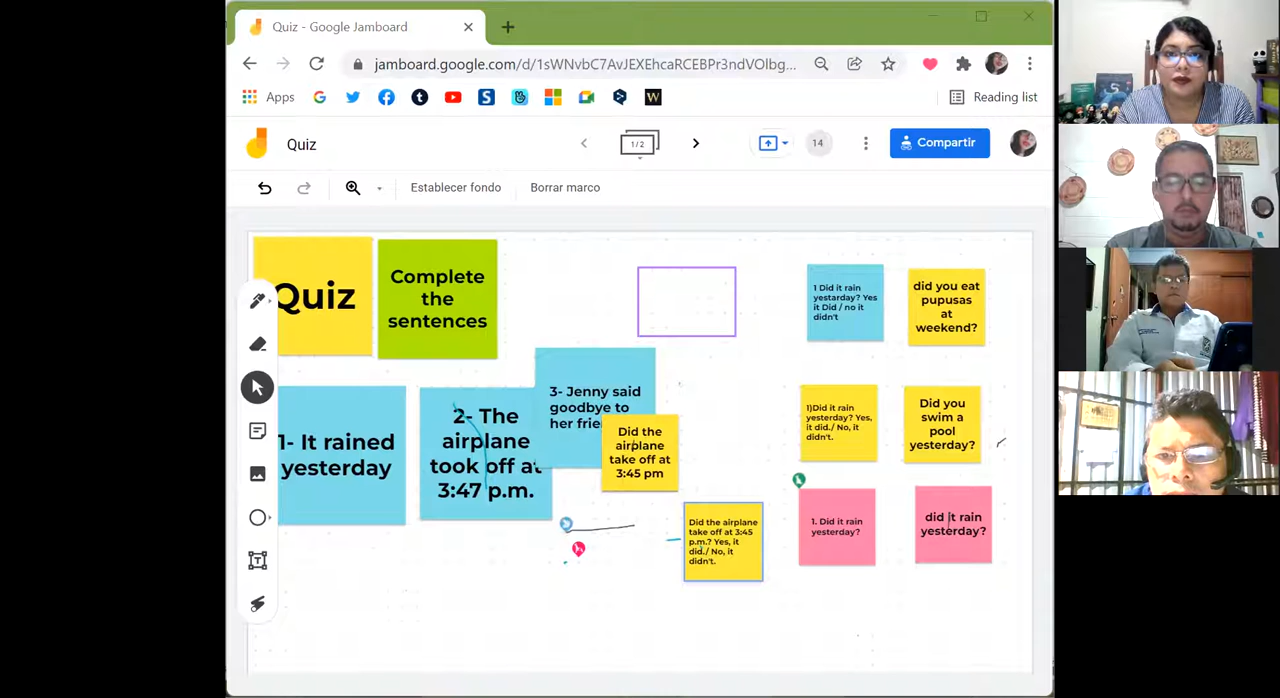 Quiz - Google Jamboard
jamboard.google.com/d/1sWNvbC7AvJEXEhcaRCEBPr3ndVOlbg...
Apps
Reading list
Quiz
1/2
14
Compartir
Establecer fondo
Borrar marco
Quiz
Complete
the
sentences
1- It rained
yesterday
2- The
airplane
took off at
3:47 p.m.
3- Jenny said
goodbye to
her frie
Did the
airplane
take off at
3:45 pm
Did the airplane
take off at 3:45
p.m.? Yes, it
did./ No, it
didn't.
1 Did it rain
yestarday? Yes
it Did / no it
didn't
did you eat
pupusas
at
weekend?
1)Did it rain
yesterday? Yes,
it did./ No, it
didn't.
Did you
swim a
pool
yesterday?
1. Did it rain
yesterday?
did it rain
yesterday?